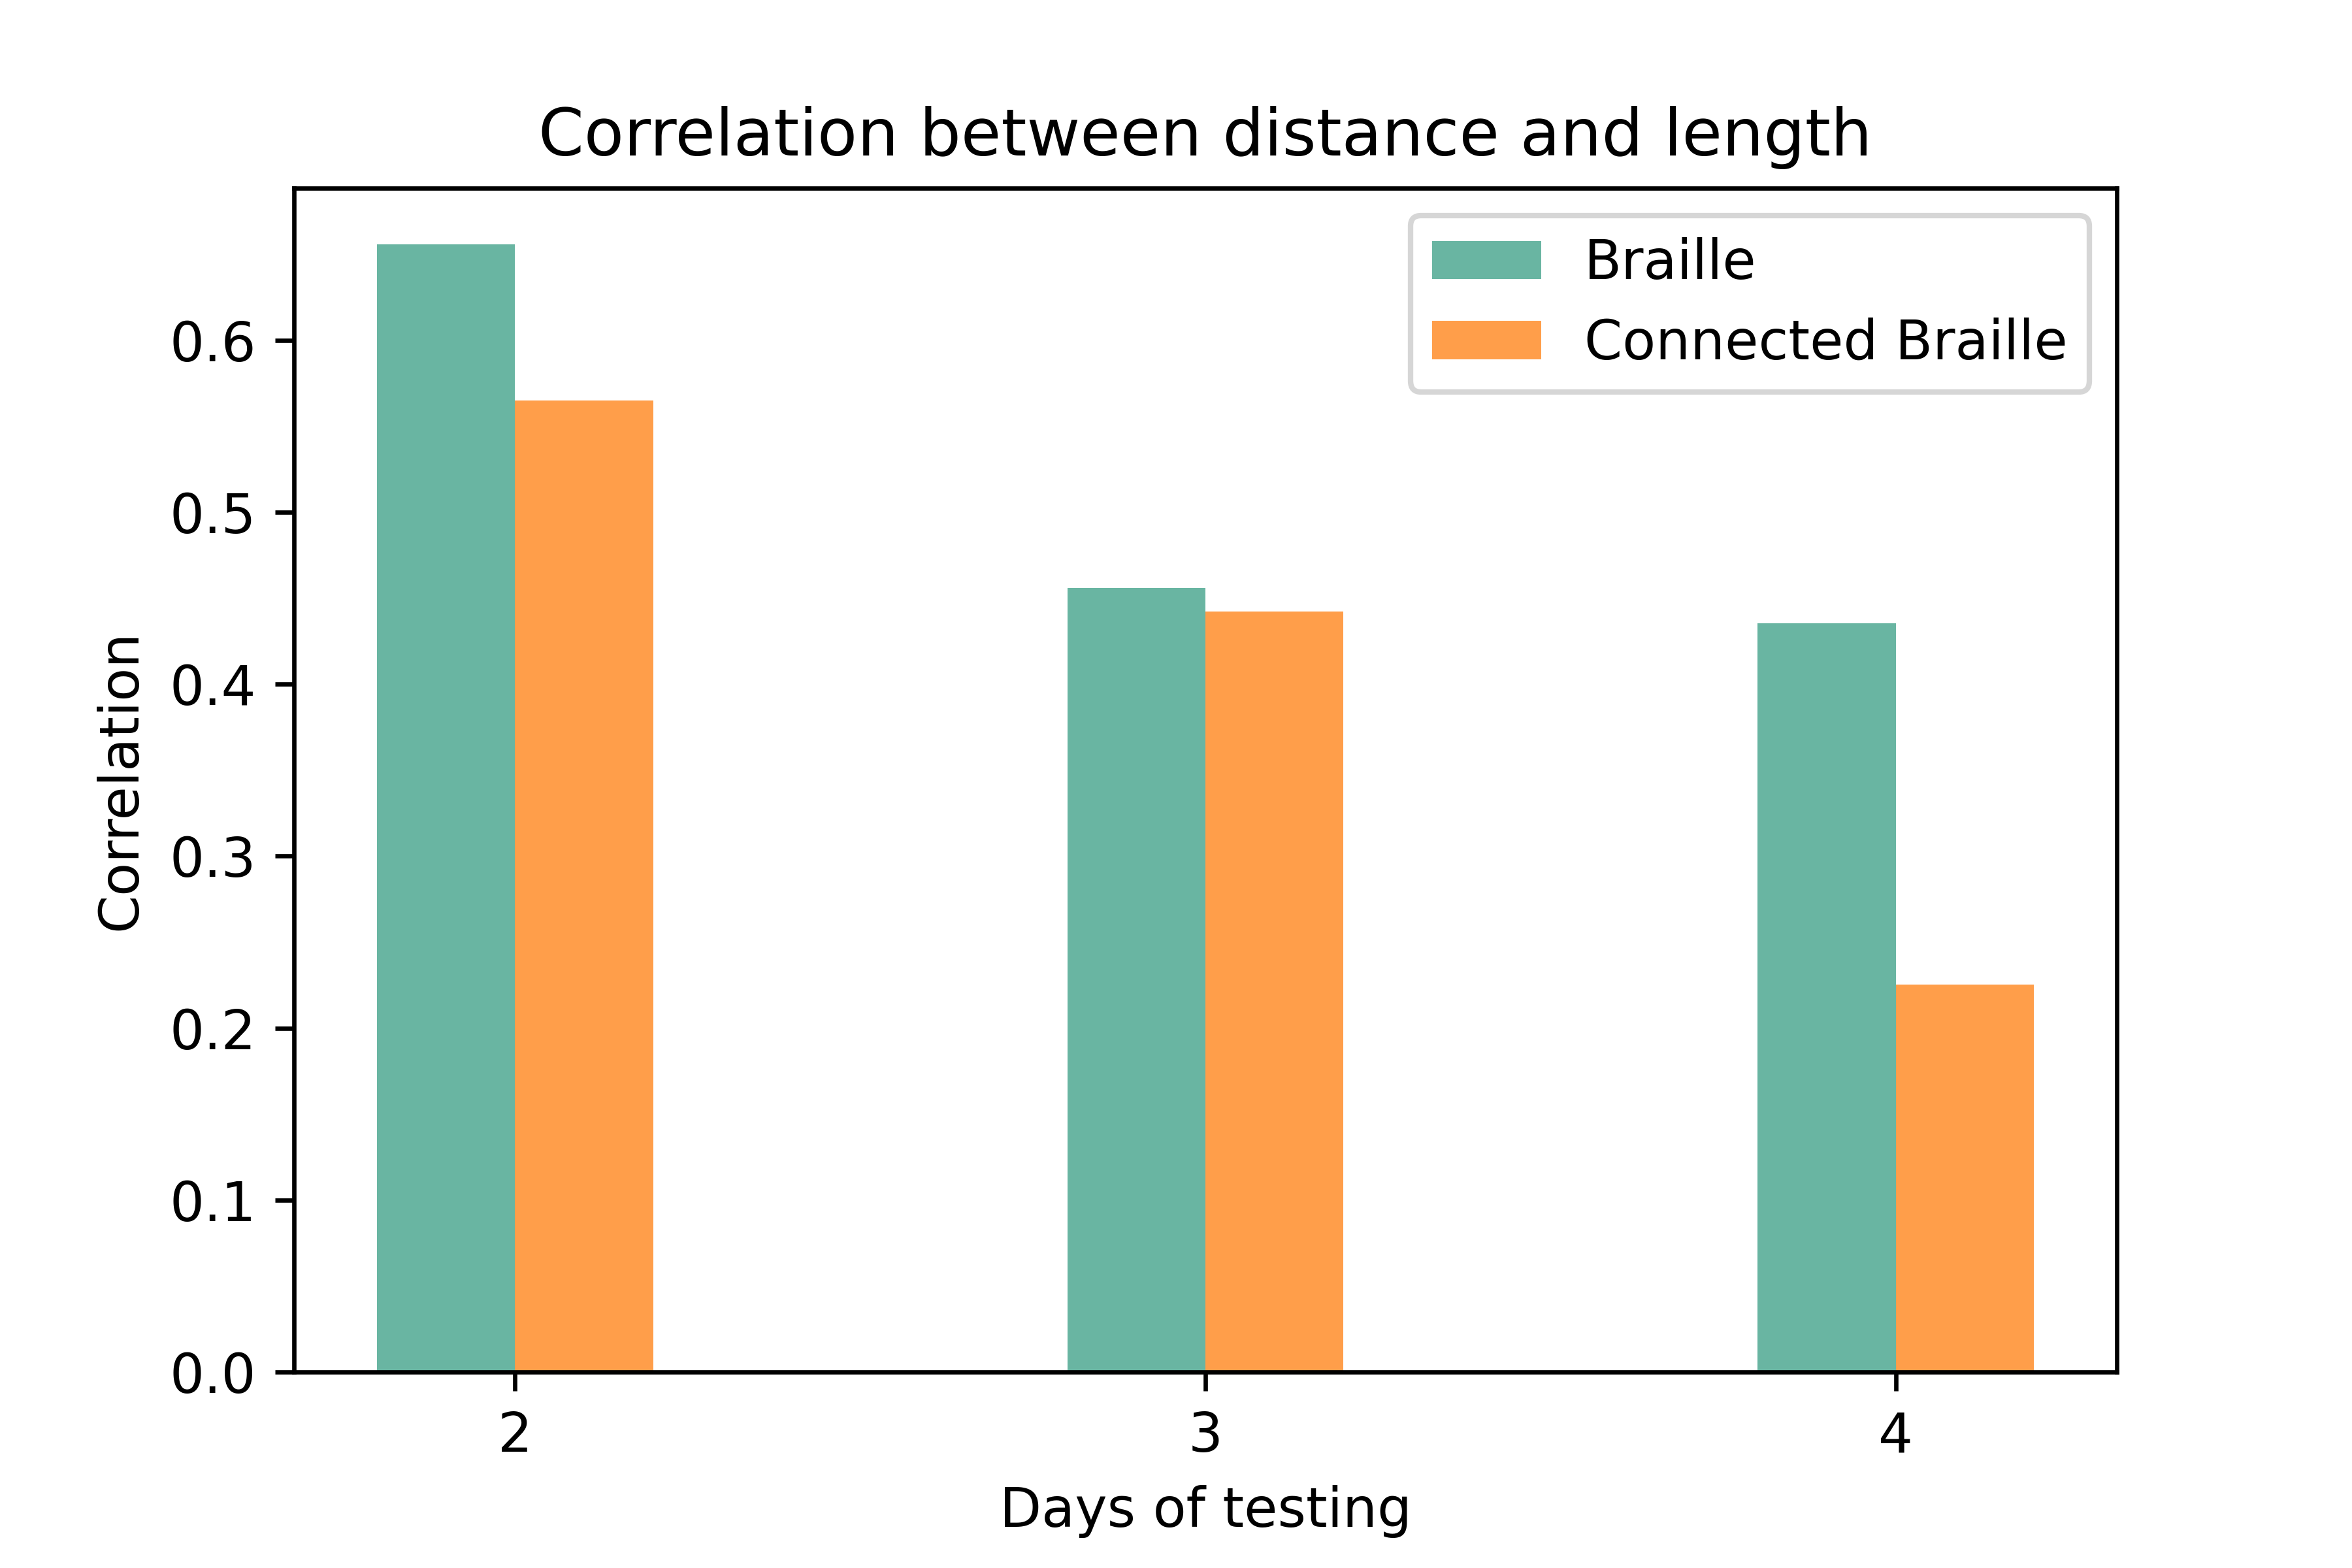 Correlation between distance and length
Braille
Connected Braille
0.6
0.5
0.4
0.3
0.2
0.1
0.0
Correlation
2 3 4
Days of testing